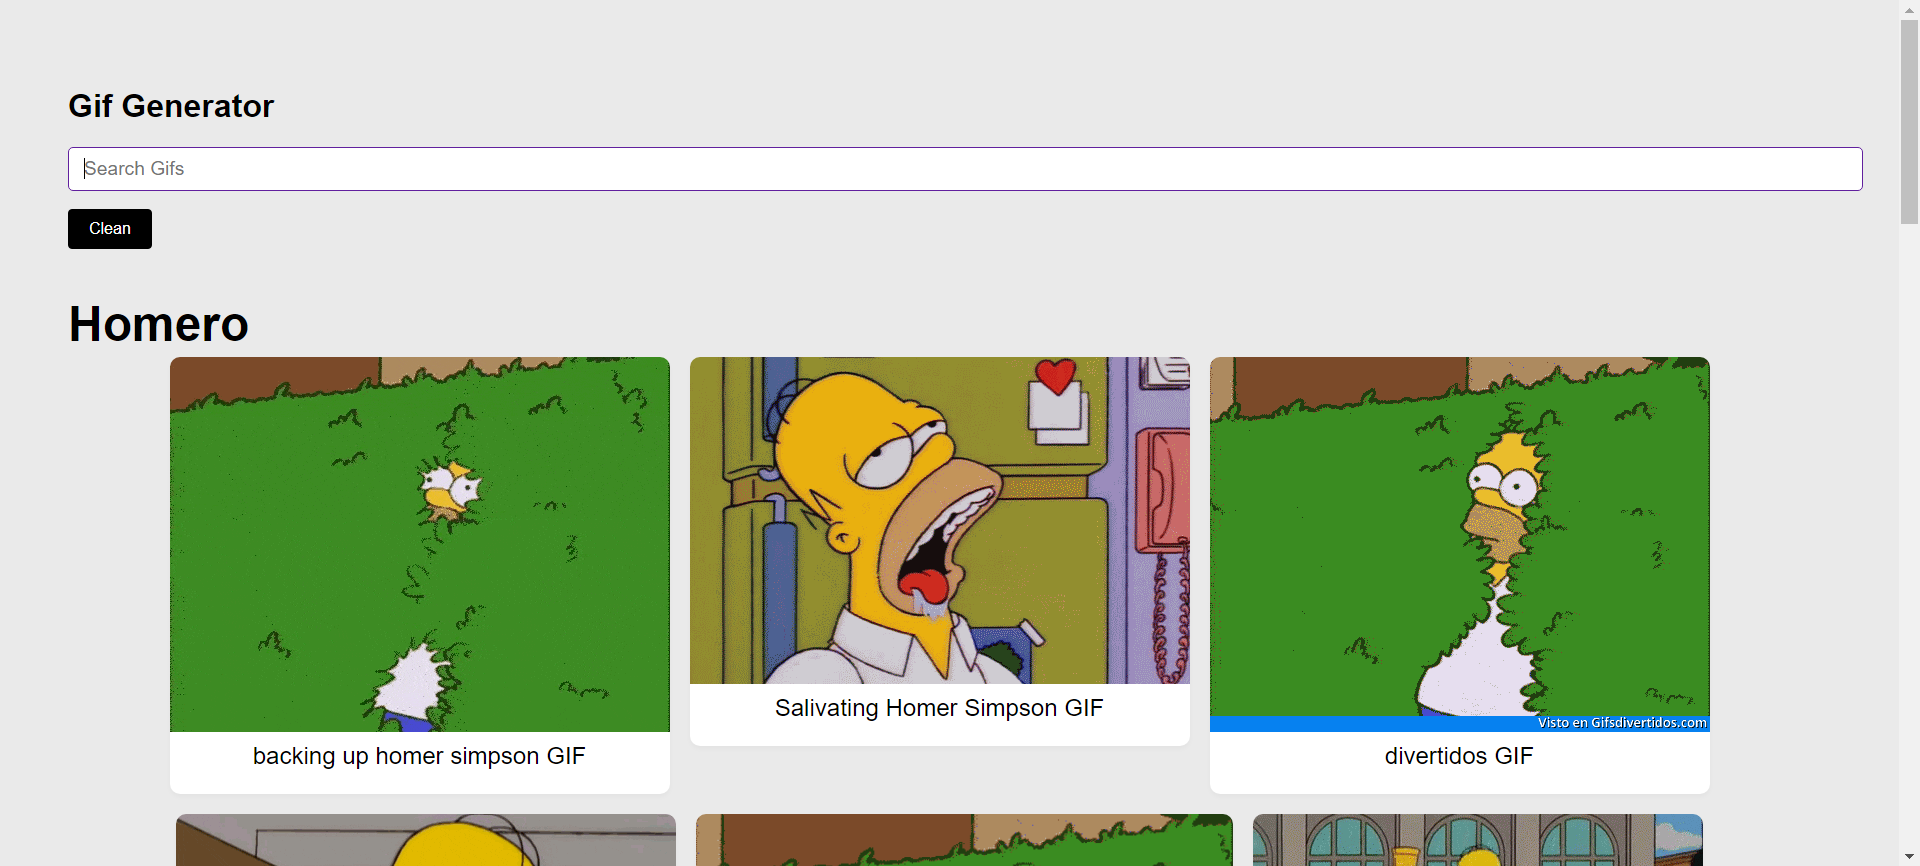 Gif Generator
Search Gifs
Clean
Homero
Salivating Homer Simpson GIF
Visto en Gifsdivertidos.com
backing up homer simpson GIF
divertidos GIF